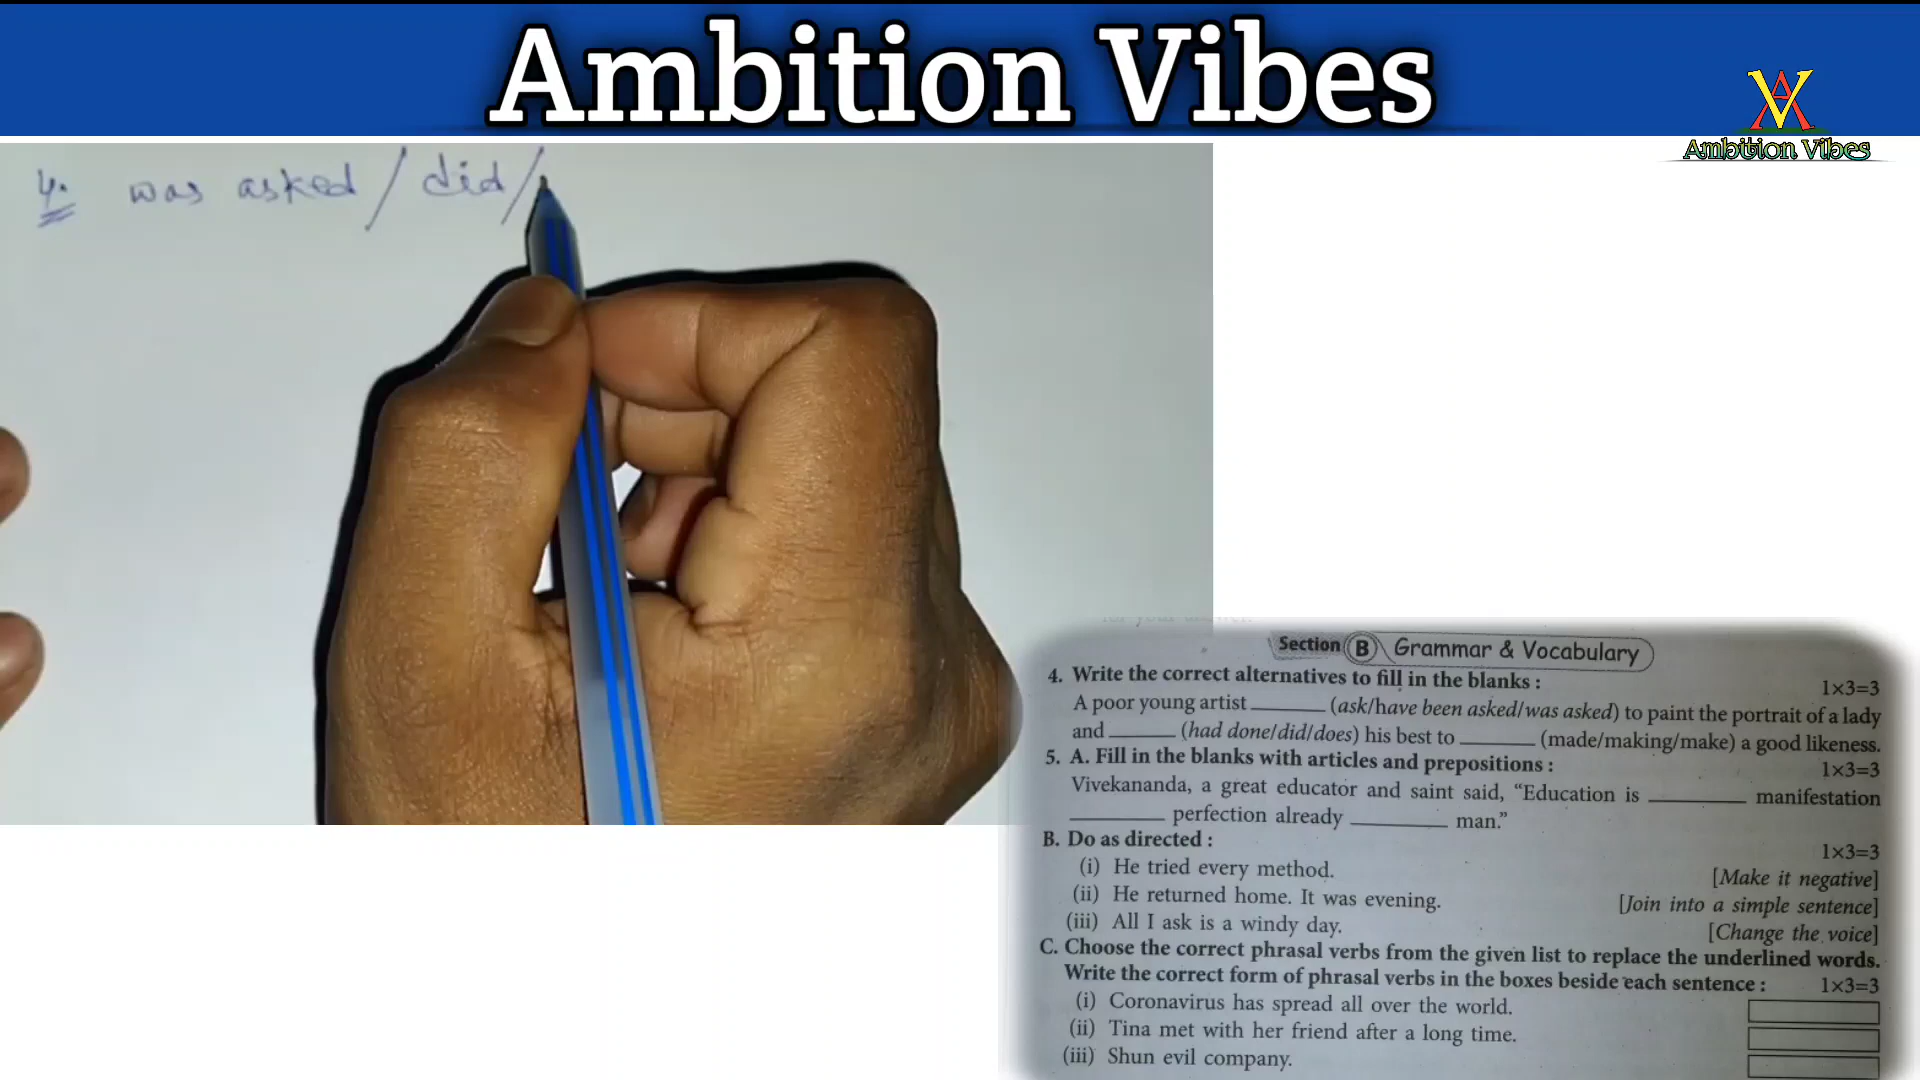 Ambition Vibes
Ambition Vibes
4. was asked / did /
Section B Grammar & Vocabulary
4. Write the correct alternatives to fill in the blanks : 1×3=3
A poor young artist ________ (ask/have been asked/was asked) to paint the portrait of a lady
and ________ (had done/did/does) his best to ________ (made/making/make) a good likeness.
5. A. Fill in the blanks with articles and prepositions : 1×3=3
Vivekananda, a great educator and saint said, “Education is ________ manifestation
________ perfection already ________ man.”
B. Do as directed : 1×3=3
(i) He tried every method. [Make it negative]
(ii) He returned home. It was evening. [Join into a simple sentence]
(iii) All I ask is a windy day. [Change the voice]
C. Choose the correct phrasal verbs from the given list to replace the underlined words.
Write the correct form of phrasal verbs in the boxes beside each sentence : 1×3=3
(i) Coronavirus has spread all over the world.
(ii) Tina met with her friend after a long time.
(iii) Shun evil company.